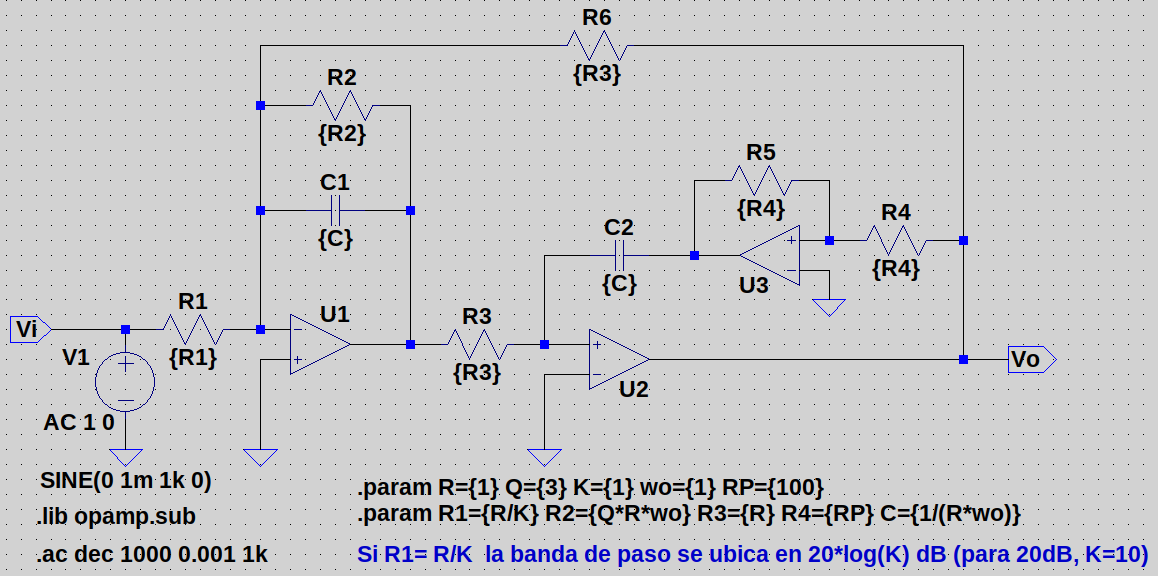 R6
{R3}
R2
{R2}
R5
{R4}
C1
{C}
R4
{R4}
C2
{C}
U3
R1
{R1}
U1
R3
{R3}
Vi
V1
U2
Vo
AC 1 0
SINE(0 1m 1k 0)
.lib opamp.sub
.ac dec 1000 0.001 1k
.param R={1} Q={3} K={1} wo={1} RP={100}
.param R1={R/K} R2={Q*R*wo} R3={R} R4={RP} C={1/(R*wo)}
Si R1= R/K la banda de paso se ubica en 20*log(K) dB (para 20dB, K=10)